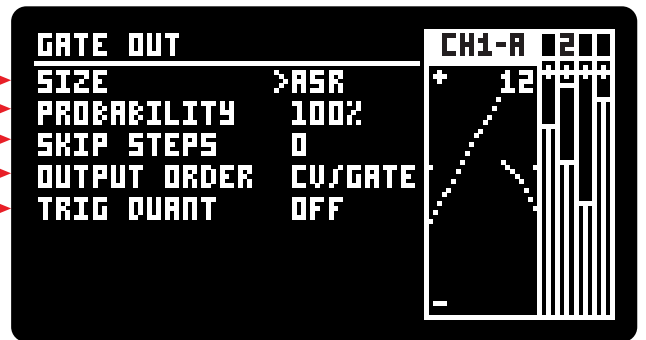 GATE OUT
SIZE >ASR
PROBABILITY 100%
SKIP STEPS 0
OUTPUT ORDER CV/GATE
TRIG QUANT OFF
CH1-A 2
+ 12
-